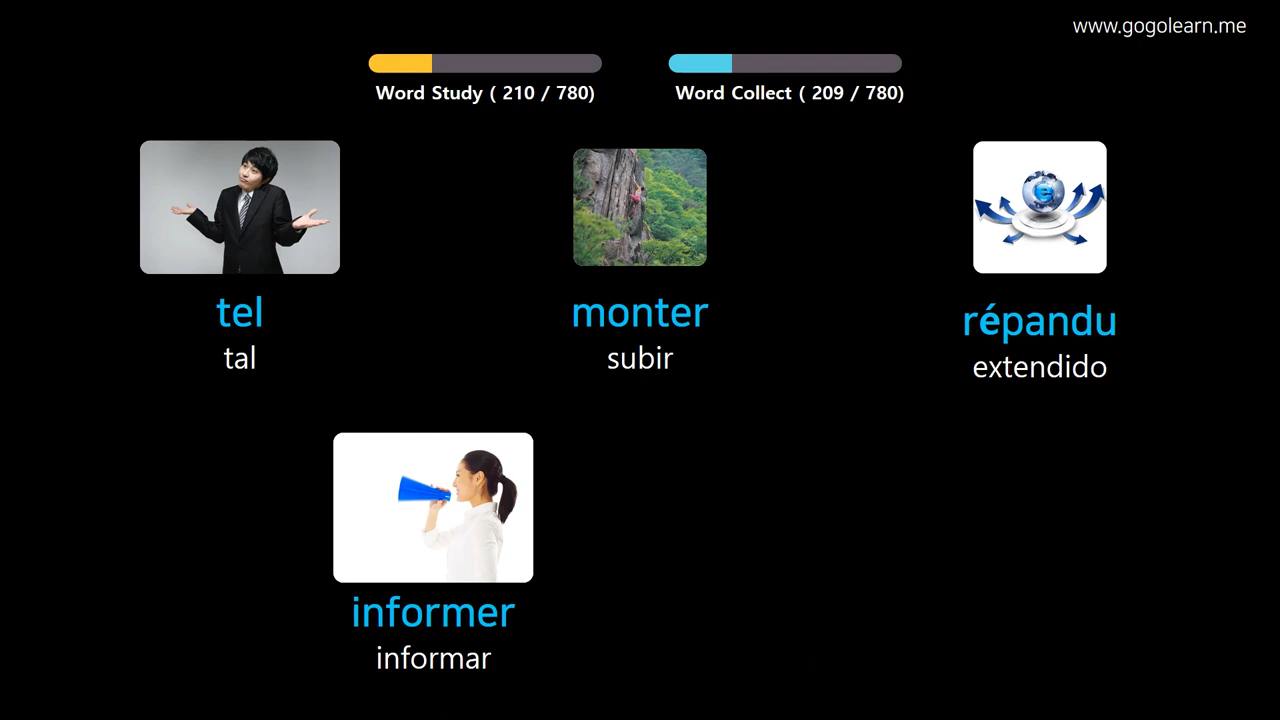 www.gogolearn.me
Word Study ( 210 / 780)
Word Collect ( 209 / 780)
tel
tal
monter
subir
répandu
extendido
informer
informar